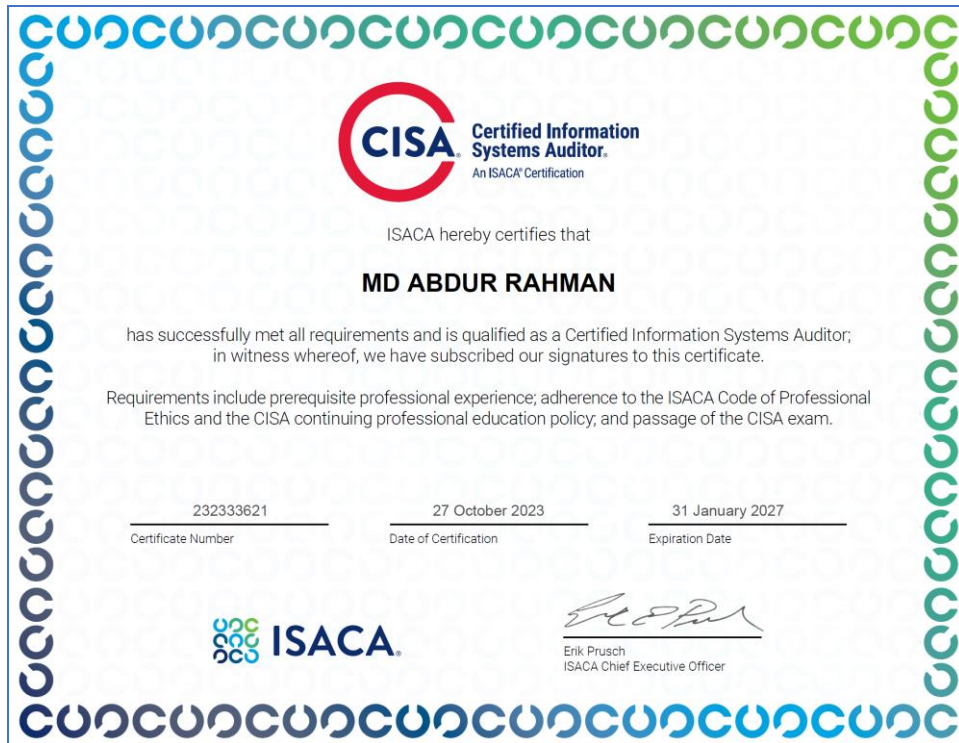 CISA® Certified Information
Systems Auditor®
An ISACA® Certification
ISACA hereby certifies that
MD ABDUR RAHMAN
has successfully met all requirements and is qualified as a Certified Information Systems Auditor;
in witness whereof, we have subscribed our signatures to this certificate.
Requirements include prerequisite professional experience; adherence to the ISACA Code of Professional
Ethics and the CISA continuing professional education policy; and passage of the CISA exam.
232333621 27 October 2023 31 January 2027
Certificate Number Date of Certification Expiration Date
ISACA®
Erik Prusch
ISACA Chief Executive Officer